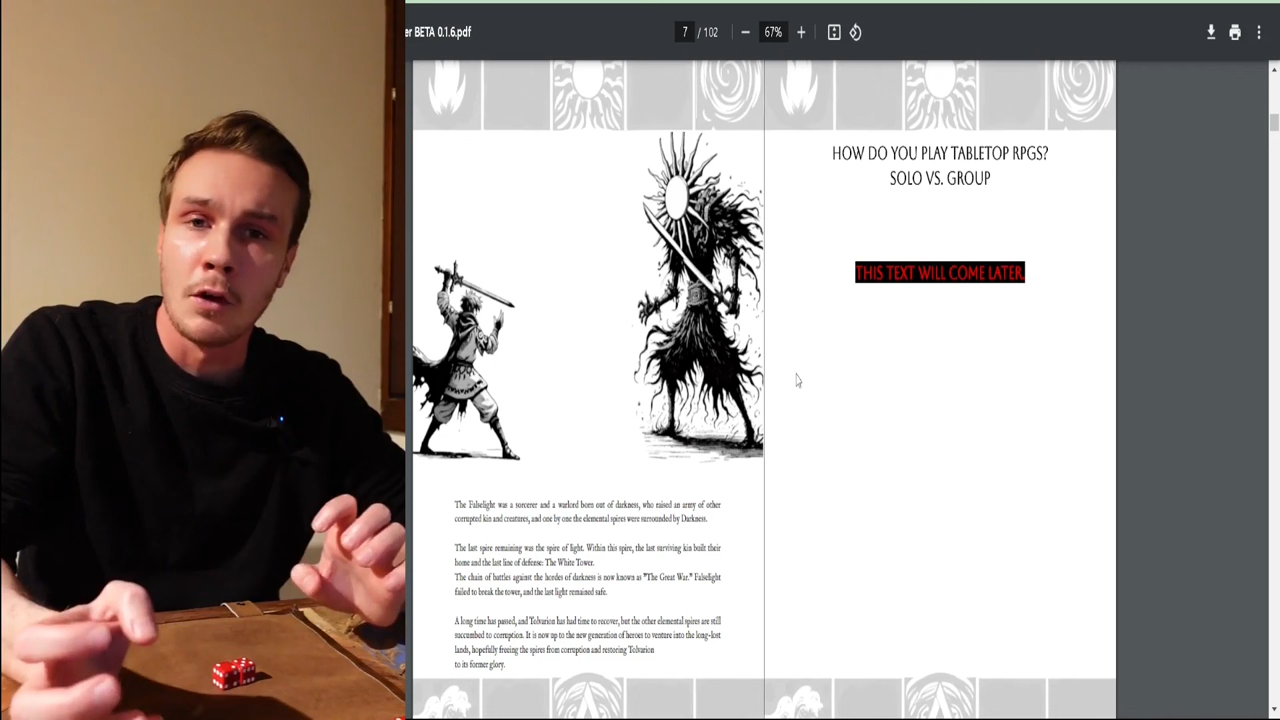 er BETA 0.1.6.pdf
7 / 102
67%
HOW DO YOU PLAY TABLETOP RPGS?
SOLO VS. GROUP
THIS TEXT WILL COME LATER.
The Falselight was a sorcerer and a warlord born out of darkness, who raised an army of other
corrupted kin and creatures, and one by one the elemental spires were surrounded by Darkness.
The last spire remaining was the spire of light. Within this spire, the last surviving kin built their
home and the last line of defense: The White Tower.
The chain of battles against the hordes of darkness is now known as "The Great War." Falselight
failed to break the tower, and the last light remained safe.
A long time has passed, and Tolvarion has had time to recover, but the other elemental spires are still
succumbed to corruption. It is now up to the new generation of heroes to venture into the long-lost
lands, hopefully freeing the spires from corruption and restoring Tolvarion
to its former glory.